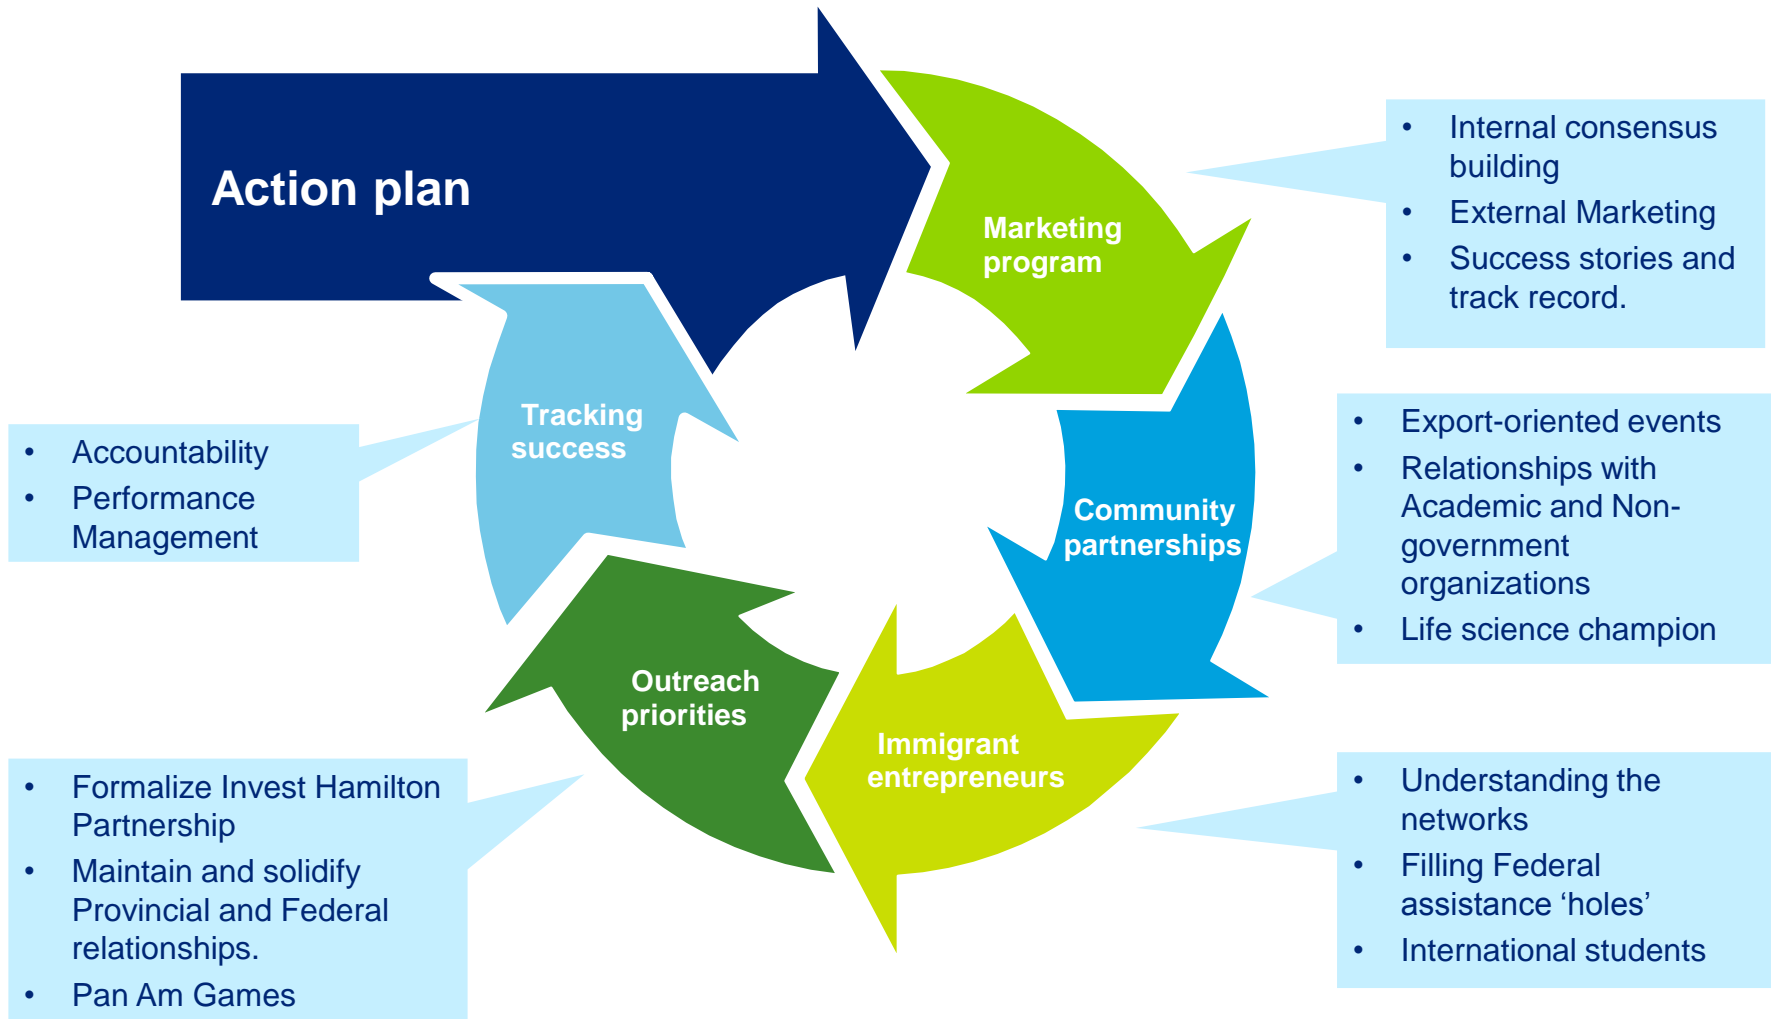 Action plan
Marketing
program
• Internal consensus
building
• External Marketing
• Success stories and
track record.
Community
partnerships
• Export-oriented events
• Relationships with
Academic and Non-
government
organizations
• Life science champion
Immigrant
entrepreneurs
• Understanding the
networks
• Filling Federal
assistance ‘holes’
• International students
Outreach
priorities
• Formalize Invest Hamilton
Partnership
• Maintain and solidify
Provincial and Federal
relationships.
• Pan Am Games
Tracking
success
• Accountability
• Performance
Management